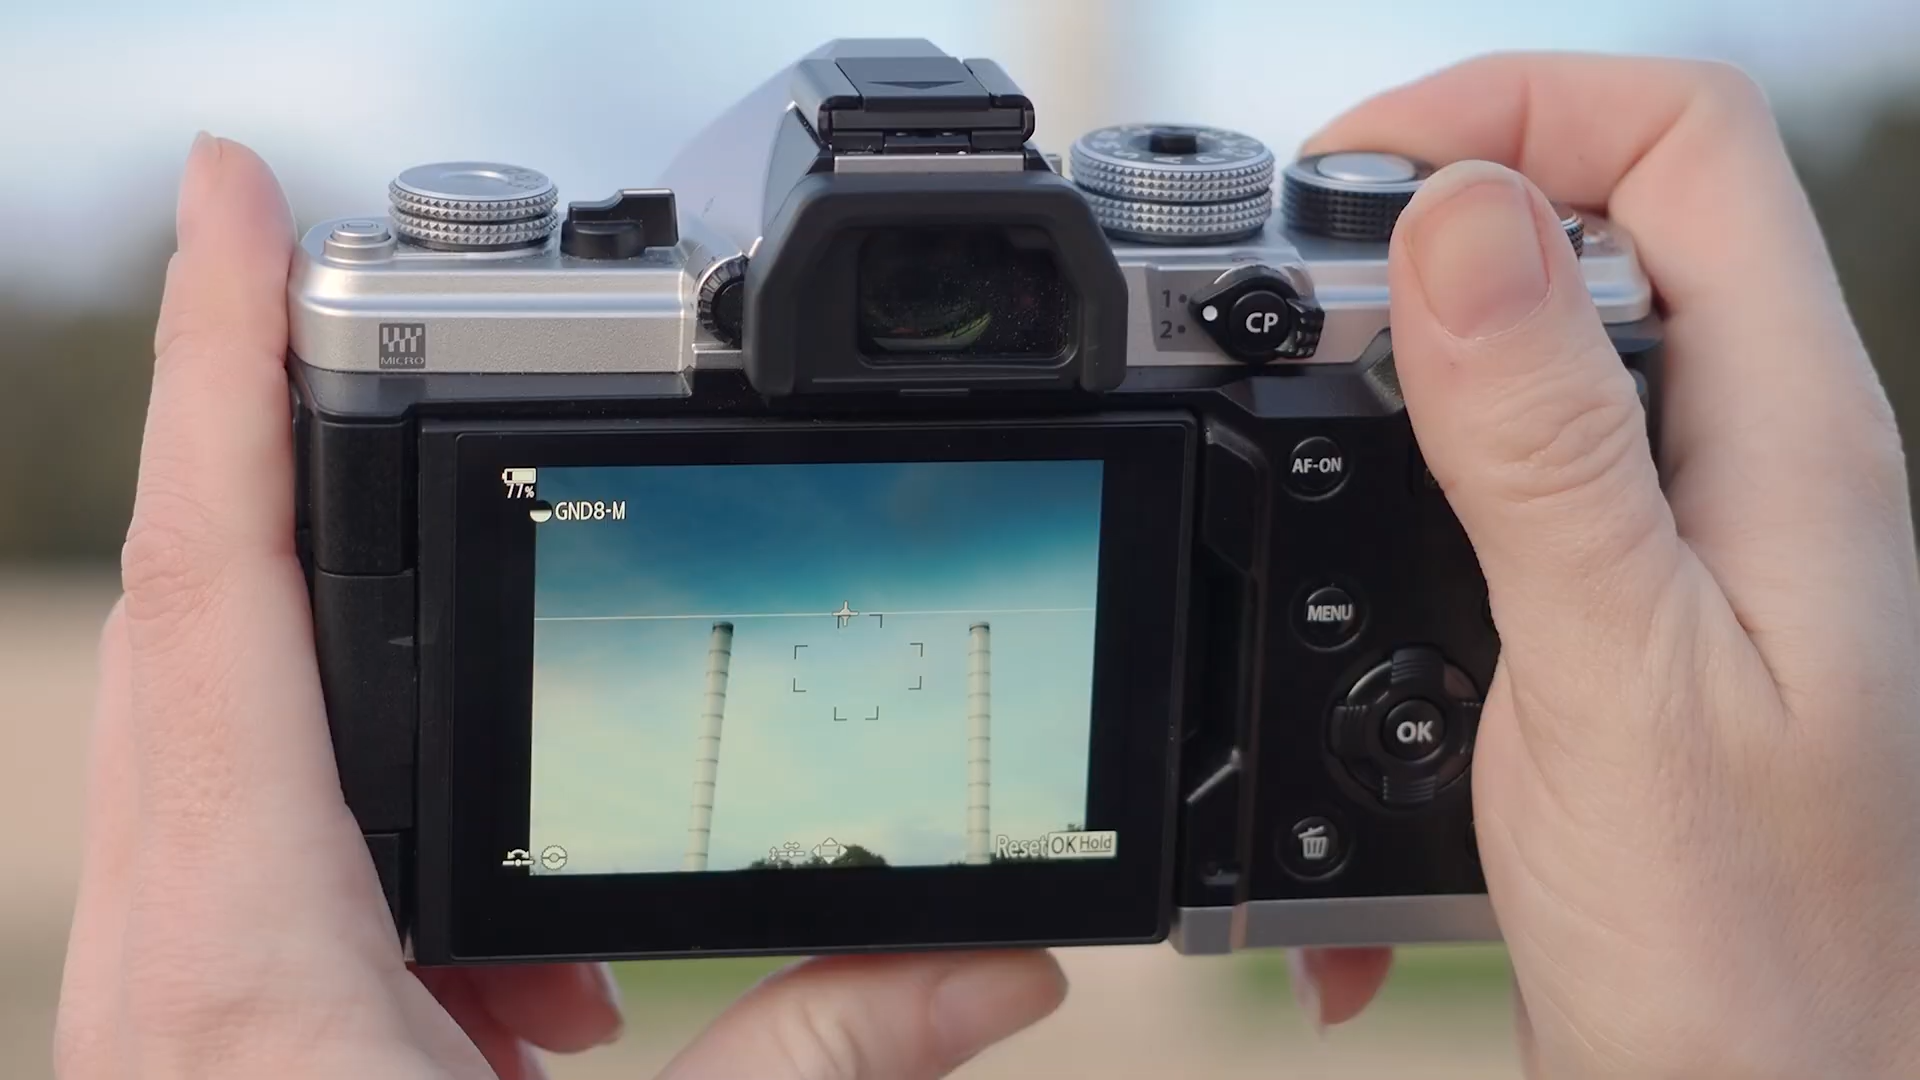 MICRO
1
2
CP
AF-ON
77%
GND8-M
MENU
OK
Reset OK Hold